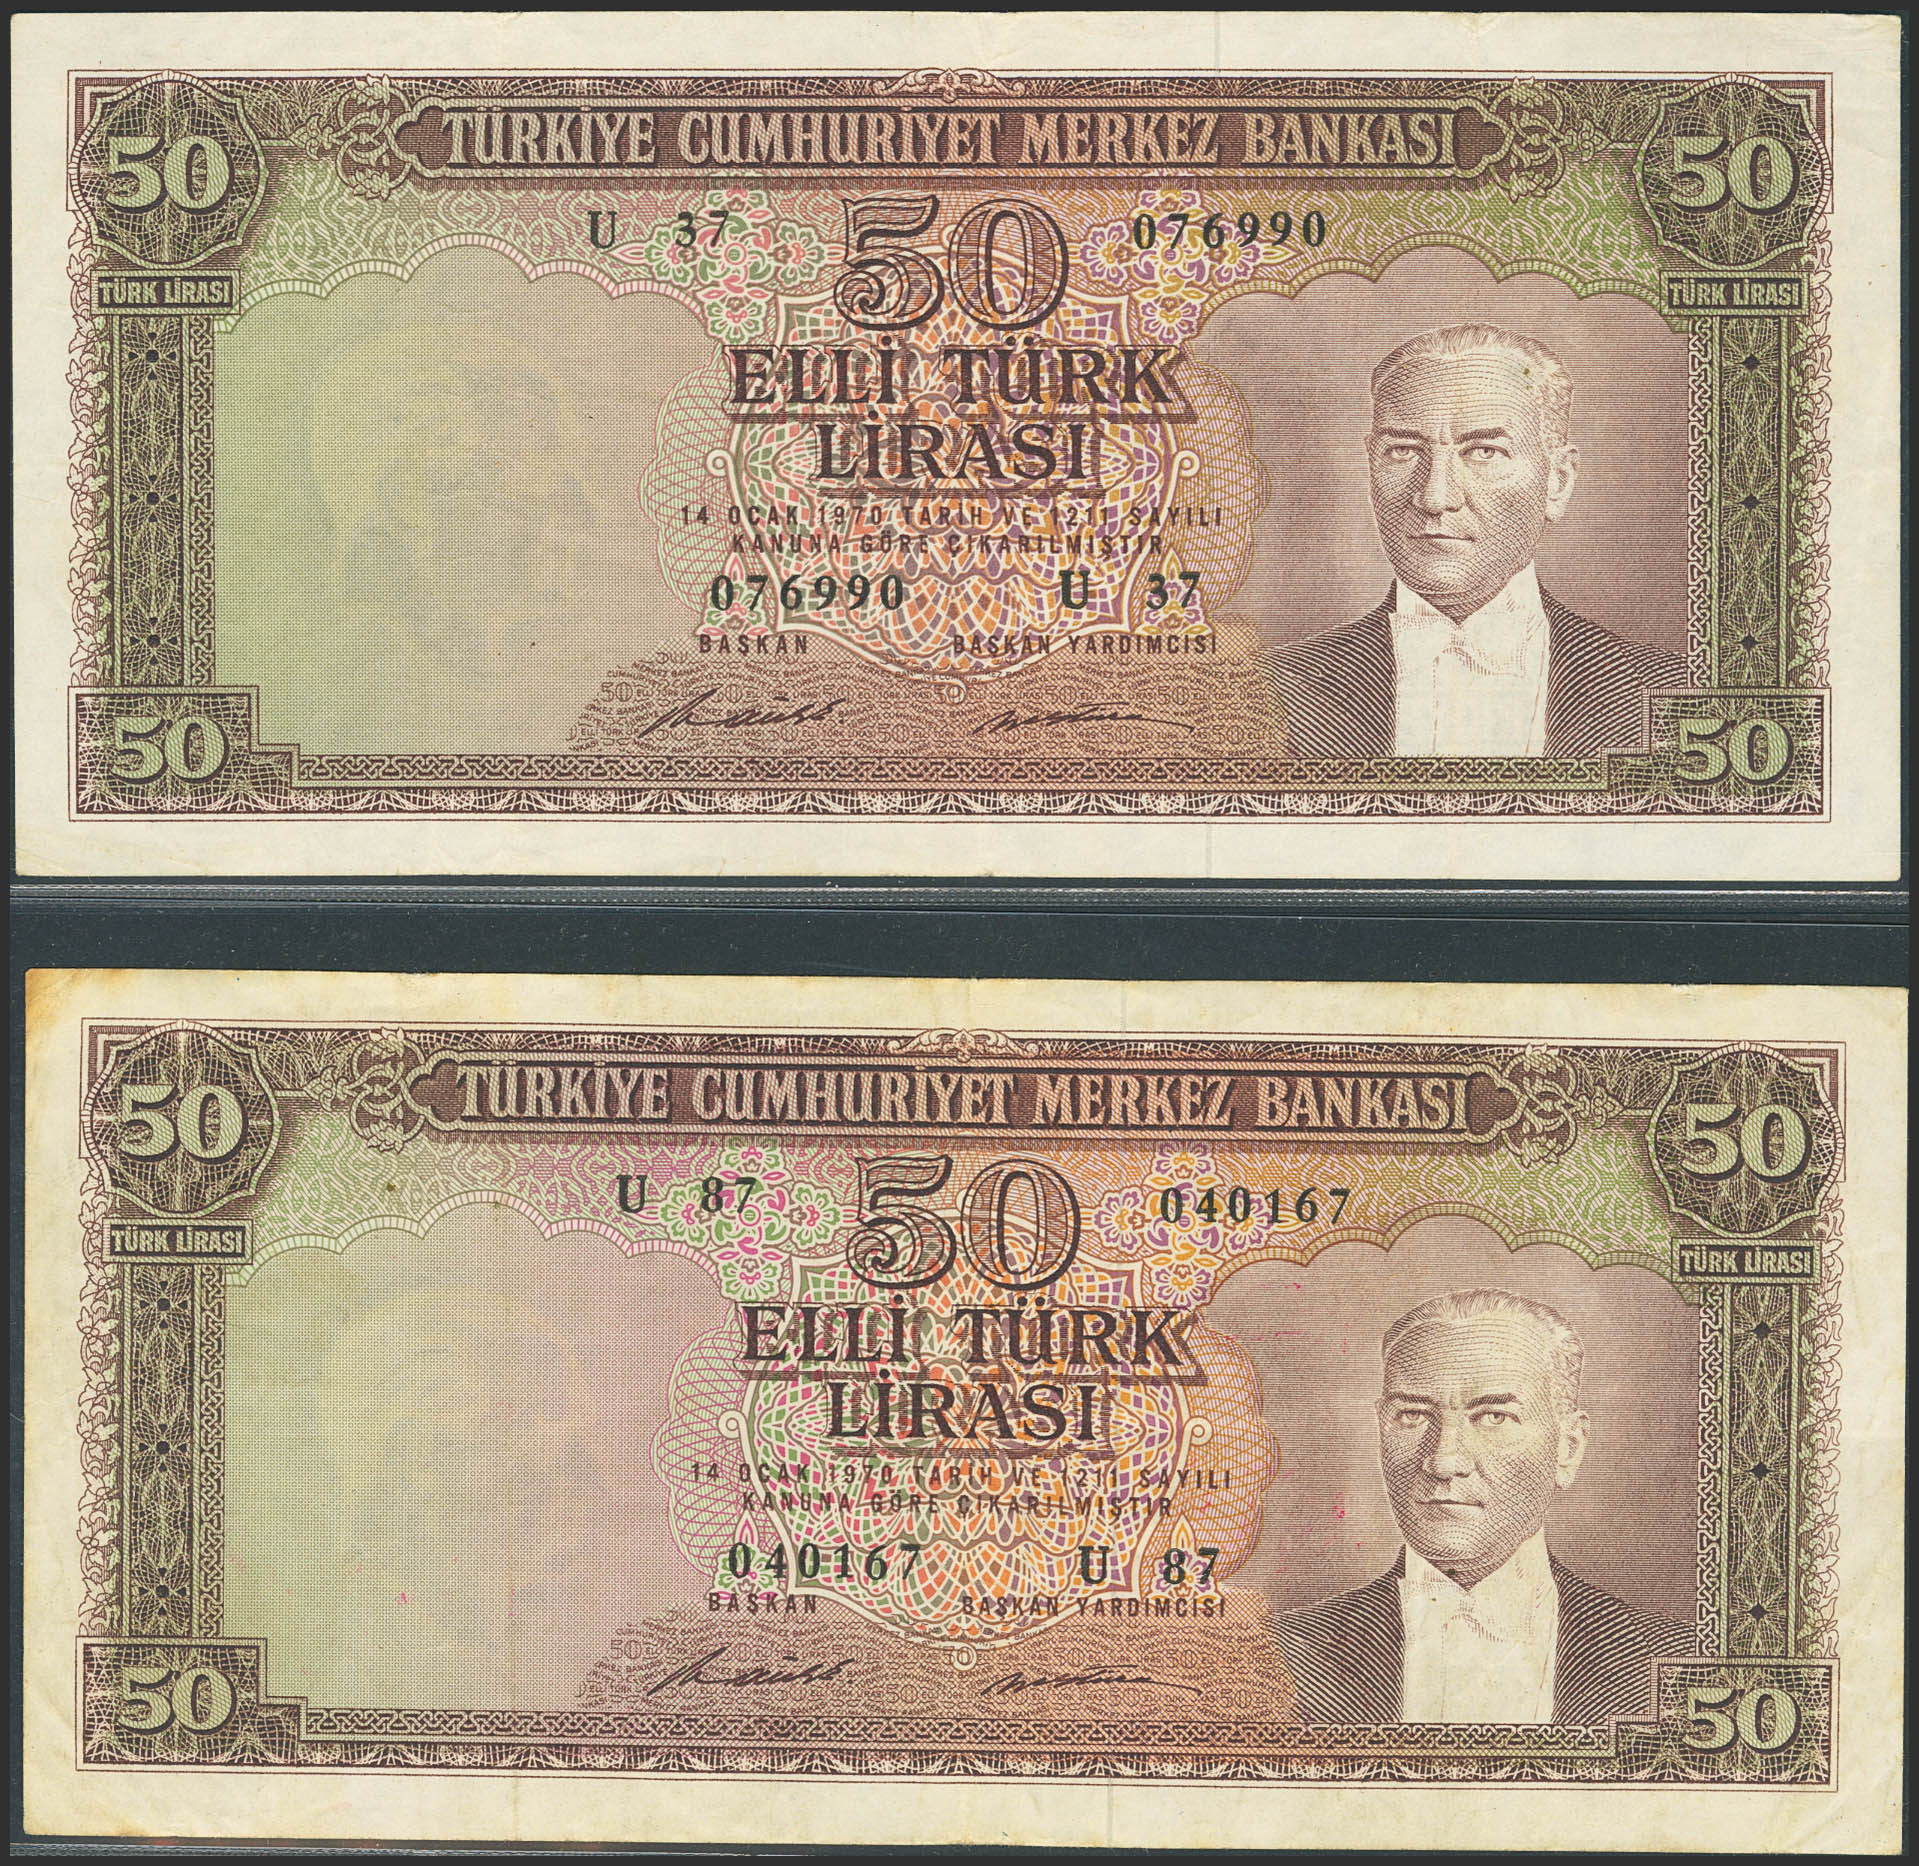 TÜRKİYE CUMHURİYET MERKEZ BANKASI
50 50
U 37 50 076990
TÜRK LİRASI TÜRK LİRASI
ELLİ TÜRK
LİRASI
14 OCAK 1970 TARİH VE 1211 SAYILI
KANUNA GÖRE ÇIKARILMIŞTIR
076990 U 37
BAŞKAN BAŞKAN YARDIMCISI
50 50
TÜRKİYE CUMHURİYET MERKEZ BANKASI
50 50
U 87 50 040167
TÜRK LİRASI TÜRK LİRASI
ELLİ TÜRK
LİRASI
14 OCAK 1970 TARİH VE 1211 SAYILI
KANUNA GÖRE ÇIKARILMIŞTIR
040167 U 87
BAŞKAN BAŞKAN YARDIMCISI
50 50